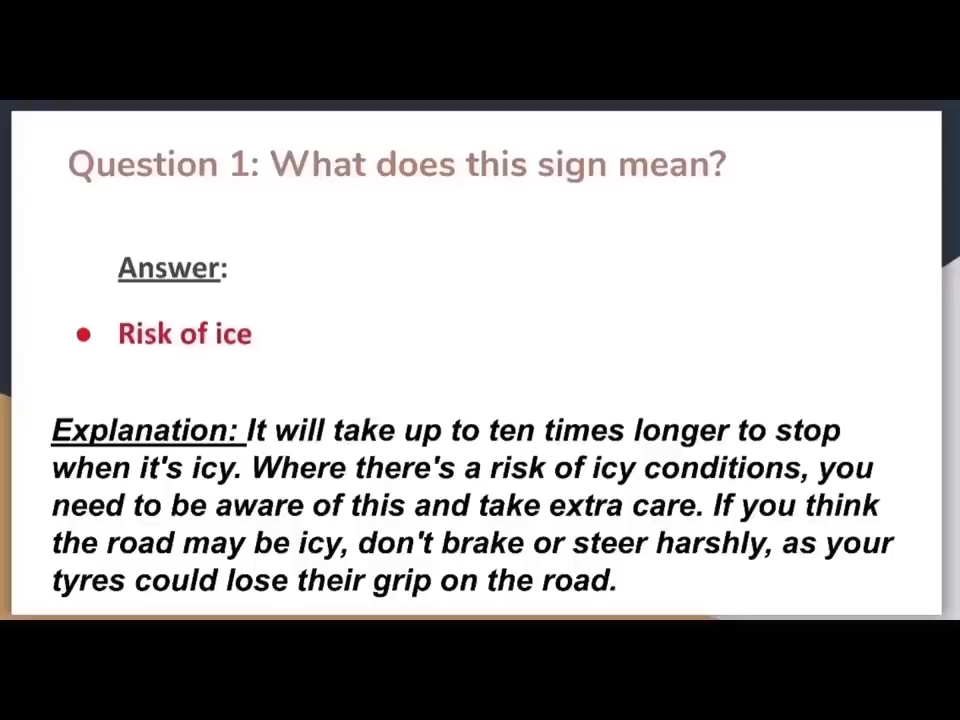 Question 1: What does this sign mean?
Answer:
● Risk of ice
Explanation: It will take up to ten times longer to stop
when it's icy. Where there's a risk of icy conditions, you
need to be aware of this and take extra care. If you think
the road may be icy, don't brake or steer harshly, as your
tyres could lose their grip on the road.